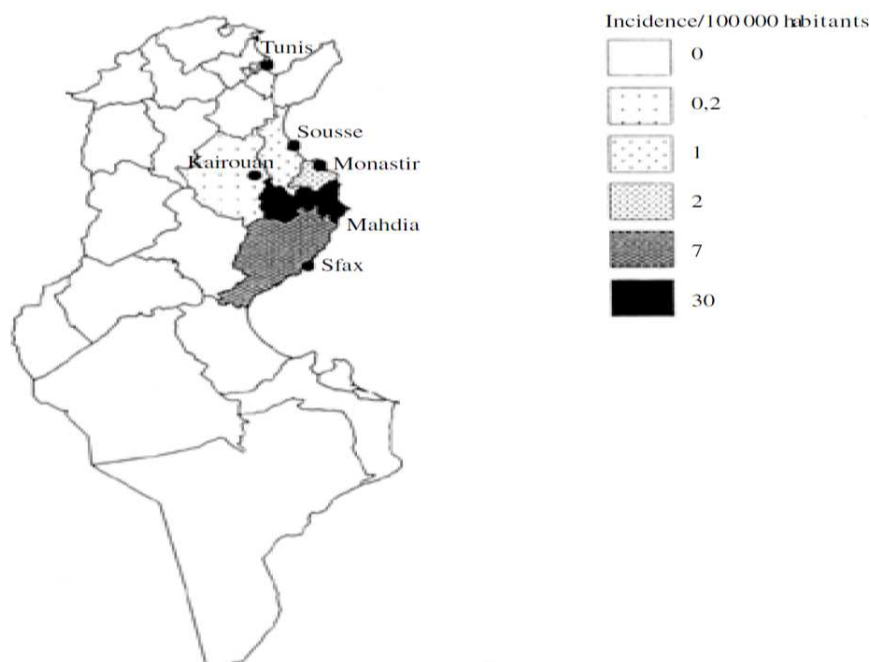 Incidence/100 000 habitants
0
0,2
1
2
7
30
Tunis
Sousse
Kairouan
Monastir
Mahdia
Sfax